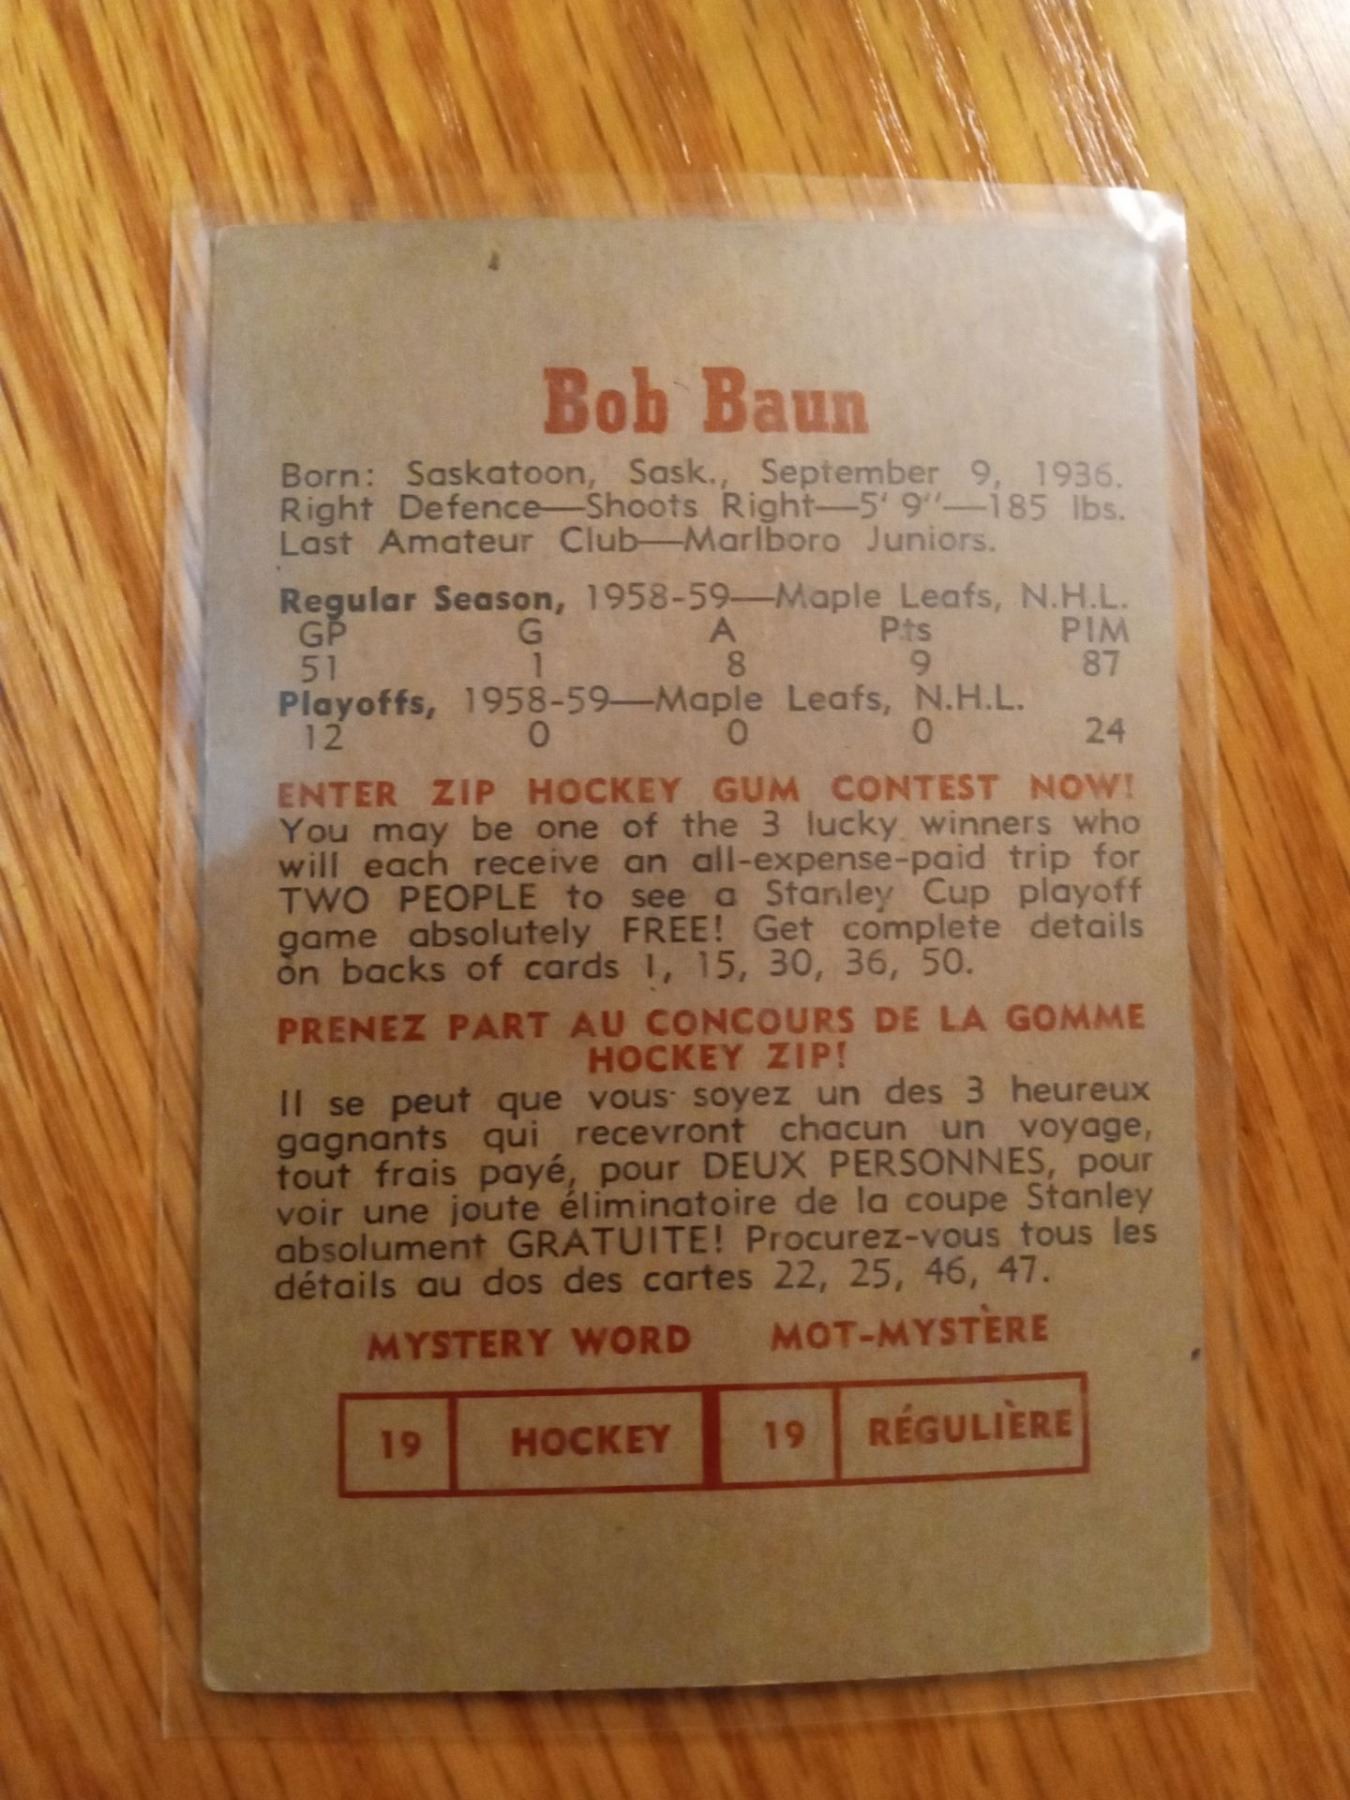 Bob Baun
Born: Saskatoon, Sask., September 9, 1936.
Right Defence—Shoots Right—5' 9''—185 lbs.
Last Amateur Club—Marlboro Juniors.
Regular Season, 1958-59—Maple Leafs, N.H.L.
GP G A Pts PIM
51 1 8 9 87
Playoffs, 1958-59—Maple Leafs, N.H.L.
12 0 0 0 24
ENTER ZIP HOCKEY GUM CONTEST NOW!
You may be one of the 3 lucky winners who
will each receive an all-expense-paid trip for
TWO PEOPLE to see a Stanley Cup playoff
game absolutely FREE! Get complete details
on backs of cards 1, 15, 30, 36, 50.
PRENEZ PART AU CONCOURS DE LA GOMME
HOCKEY ZIP!
Il se peut que vous soyez un des 3 heureux
gagnants qui recevront chacun un voyage,
tout frais payé, pour DEUX PERSONNES, pour
voir une joute éliminatoire de la coupe Stanley
absolument GRATUITE! Procurez-vous tous les
détails au dos des cartes 22, 25, 46, 47.
MYSTERY WORD MOT-MYSTÈRE
19 HOCKEY 19 RÉGULIÈRE